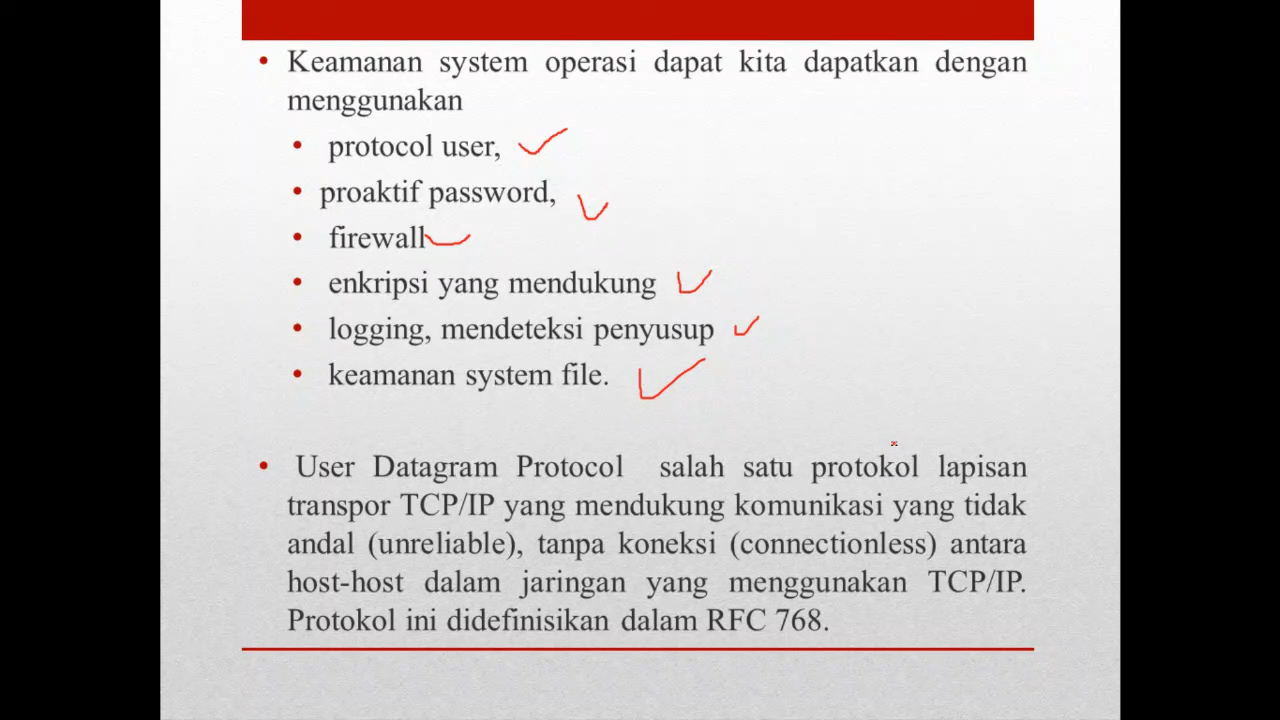 • Keamanan system operasi dapat kita dapatkan dengan
menggunakan
• protocol user,
• proaktif password,
• firewall
• enkripsi yang mendukung
• logging, mendeteksi penyusup
• keamanan system file.
• User Datagram Protocol salah satu protokol lapisan
transpor TCP/IP yang mendukung komunikasi yang tidak
andal (unreliable), tanpa koneksi (connectionless) antara
host-host dalam jaringan yang menggunakan TCP/IP.
Protokol ini didefinisikan dalam RFC 768.